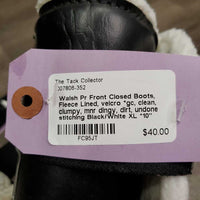 The Tack Collector
J07806-352
Walsh Pr Front Closed Boots,
Fleece Lined, velcro *gc, clean,
clumpy, mnr dingy, dirt, undone
stitching Black/White XL "10"
$40.00
FC95JT